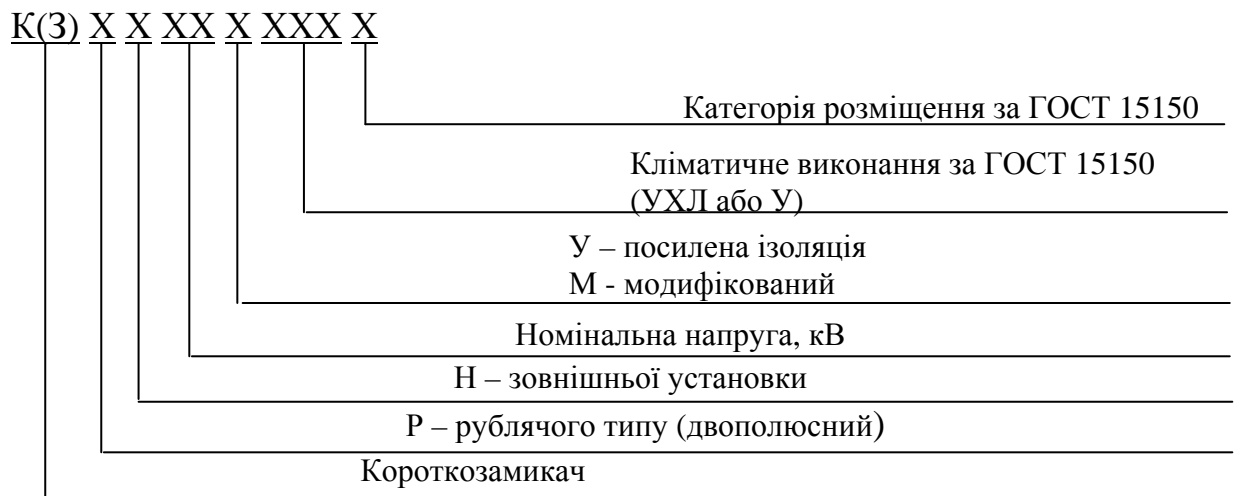 К(З) Х Х ХХ Х ХХХ Х
Категорія розміщення за ГОСТ 15150
Кліматичне виконання за ГОСТ 15150
(УХЛ або У)
У – посилена ізоляція
М - модифікований
Номінальна напруга, кВ
Н – зовнішньої установки
Р – рублячого типу (двополюсний)
Короткозамикач